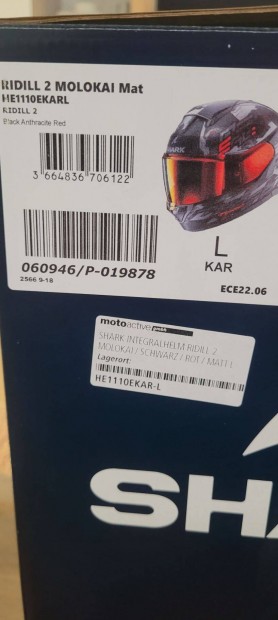 RIDILL 2 MOLOKAI Mat
HE1110EKARL
RIDILL 2
Black Anthracite Red
3 664836 706122
SHARK
L
KAR
060946/P-019878
2566 9-18
ECE22.06
motoactive
SHARK INTEGRALHELM RIDILL 2
MOLOKAI / SCHWARZ / ROT / MATT L
Lagerort:
HE1110EKAR-L
SHA